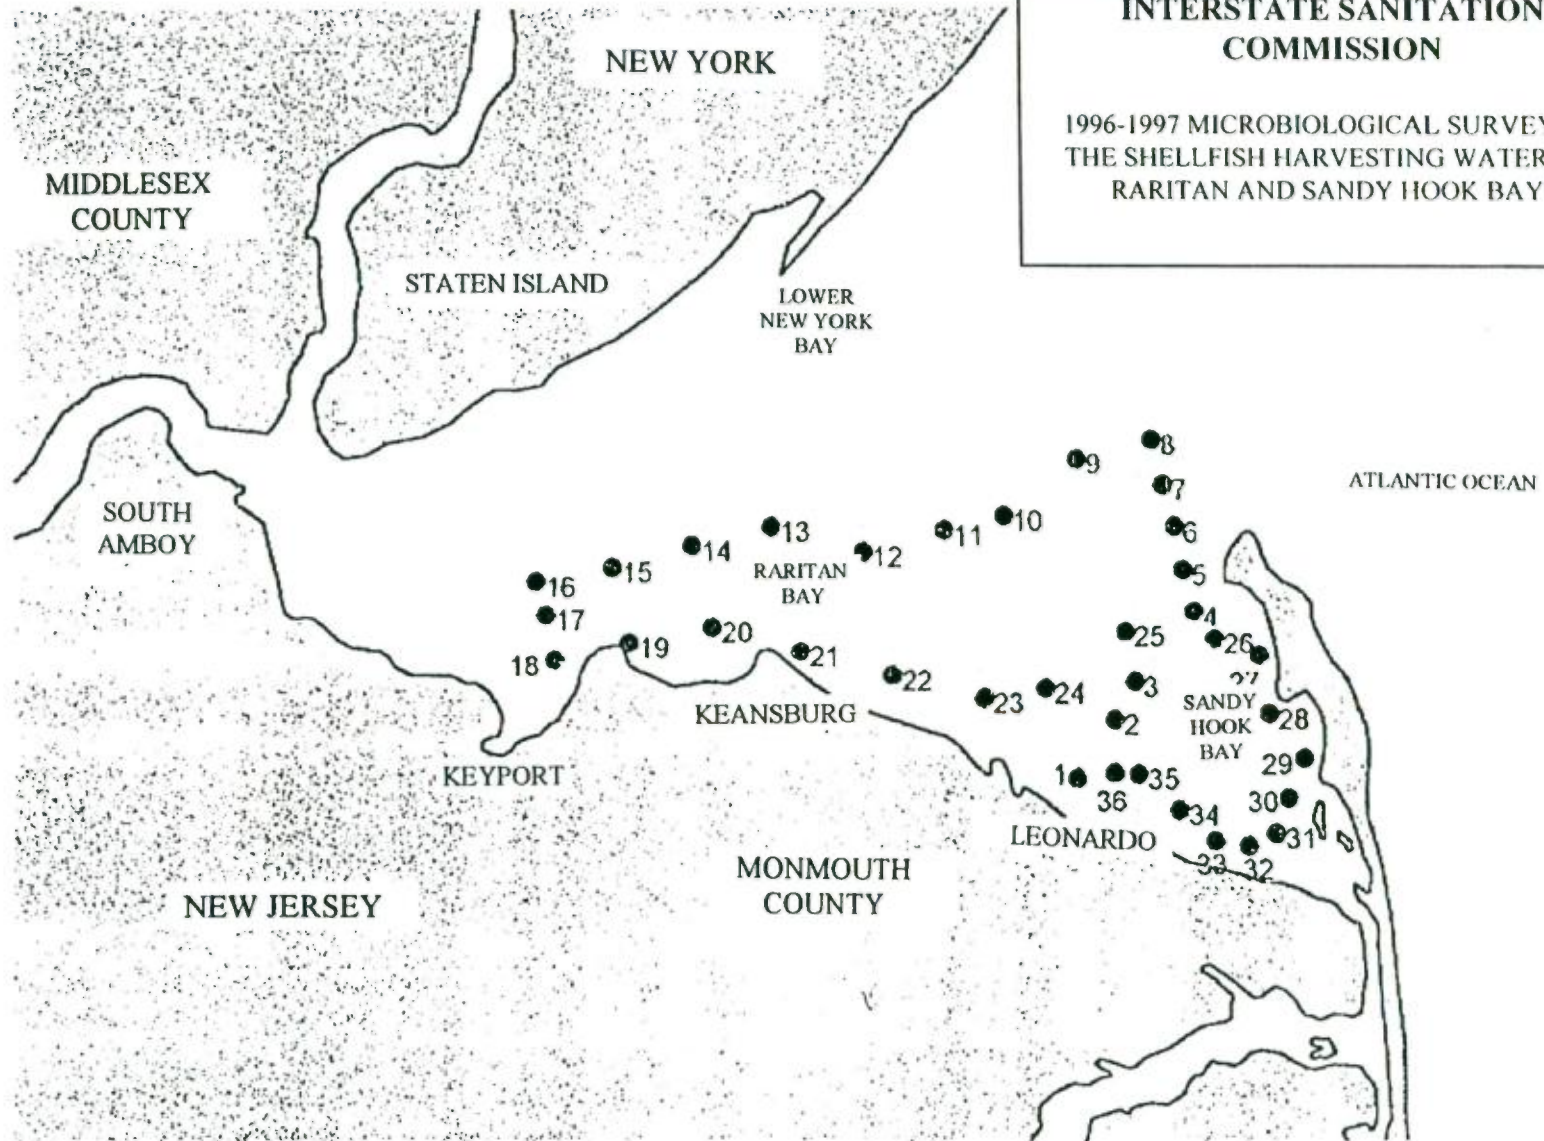 INTERSTATE SANITATION
COMMISSION
1996-1997 MICROBIOLOGICAL SURVEY
THE SHELLFISH HARVESTING WATER
RARITAN AND SANDY HOOK BAY
NEW YORK
MIDDLESEX
COUNTY
STATEN ISLAND
LOWER
NEW YORK
BAY
ATLANTIC OCEAN
SOUTH
AMBOY
8
9
7
10
6
13
11
14
12
5
15
RARITAN
BAY
16
17
4
20
25
26
19
21
18
27
22
24
3
23
SANDY
HOOK
BAY
28
2
KEANSBURG
29
KEYPORT
1
35
36
30
34
31
LEONARDO
33
32
MONMOUTH
COUNTY
NEW JERSEY